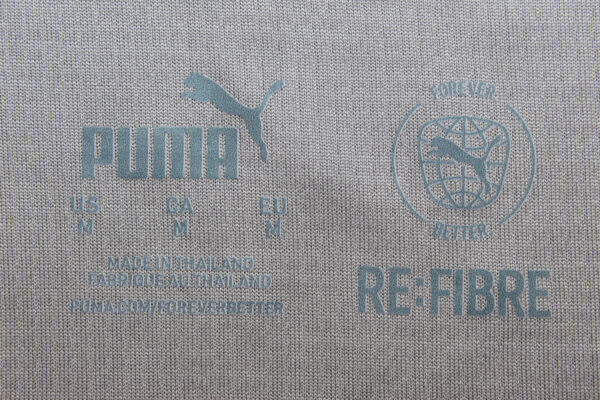 PUMA
US CA EU
M M M
MADE IN THAILAND
FABRIQUÉ AU THAILAND
PUMA.COM/FOREVERBETTER
FOREVER.
BETTER.
RE:FIBRE